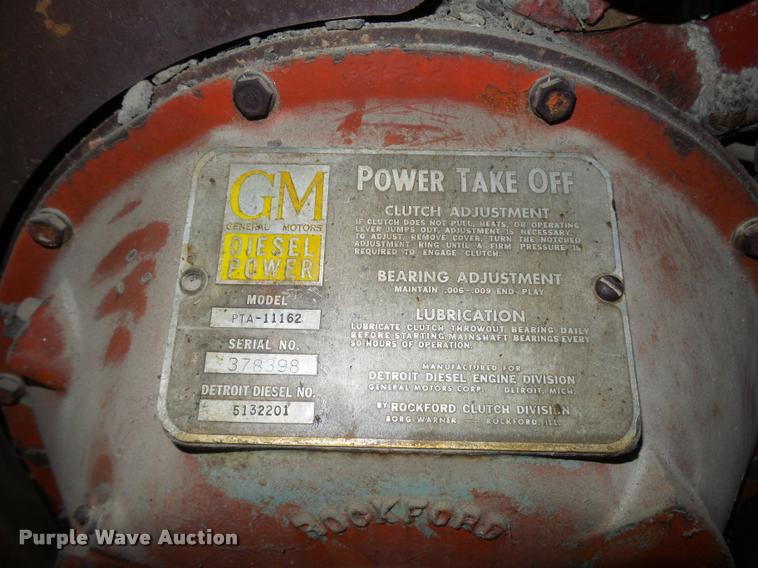 GM
GENERAL MOTORS
DIESEL
POWER
MODEL
PTA-11162
SERIAL NO.
378398
DETROIT DIESEL NO.
5132201
POWER TAKE OFF
CLUTCH ADJUSTMENT
IF CLUTCH DOES NOT PULL, HEATS, OR OPERATING
LEVER JUMPS OUT, ADJUSTMENT IS NECESSARY.
TO ADJUST, REMOVE COVER, TURN THE NOTCHED
ADJUSTMENT RING UNTIL A FIRM PRESSURE IS
REQUIRED TO ENGAGE CLUTCH.
BEARING ADJUSTMENT
MAINTAIN .006-.009 END PLAY
LUBRICATION
LUBRICATE CLUTCH THROWOUT BEARING DAILY
BEFORE STARTING. MAINSHAFT BEARINGS EVERY
50 HOURS OF OPERATION.
MANUFACTURED FOR
DETROIT DIESEL ENGINE DIVISION
GENERAL MOTORS CORP. DETROIT, MICH.
BY ROCKFORD CLUTCH DIVISION
BORG-WARNER — ROCKFORD, ILL.
ROCKFORD
Purple Wave Auction